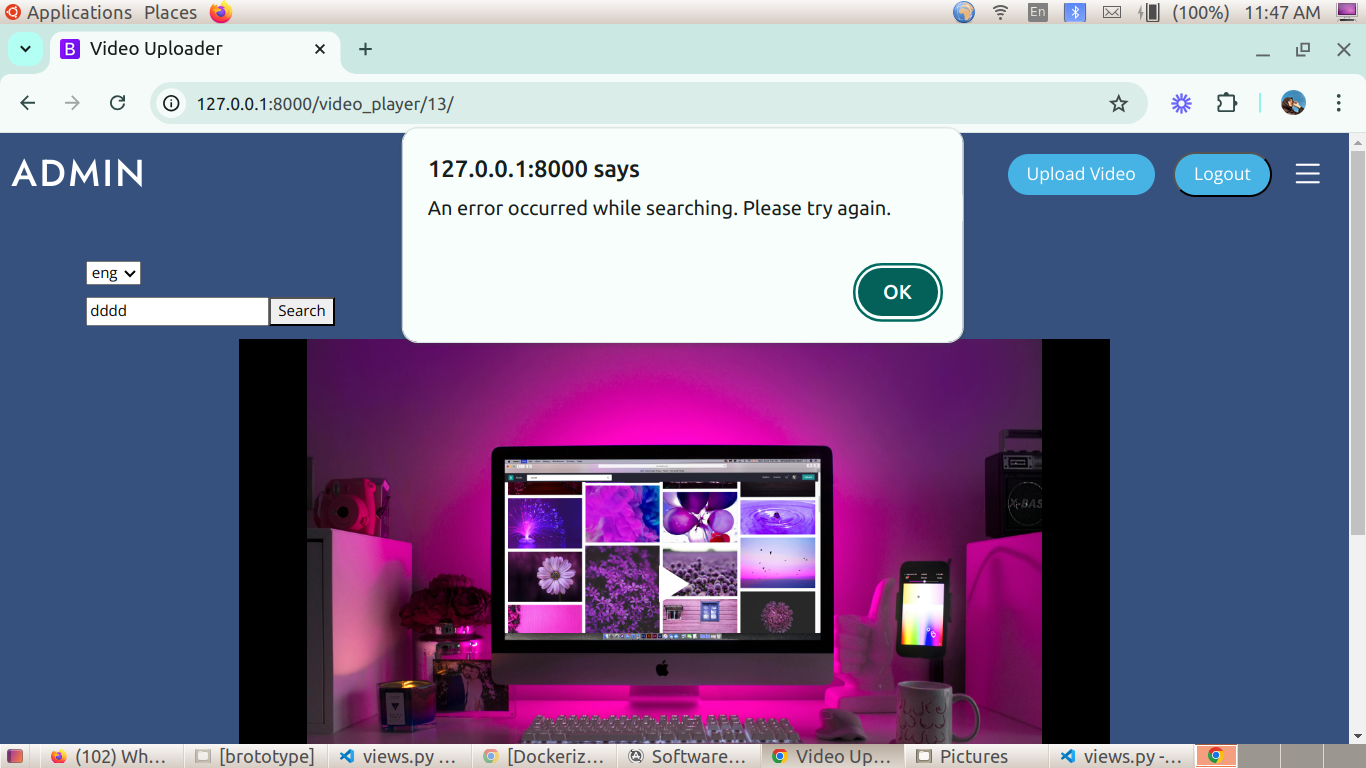 Applications Places En (100%) 11:47 AM
B Video Uploader
127.0.0.1:8000/video_player/13/
ADMIN
127.0.0.1:8000 says
An error occurred while searching. Please try again.
OK
Upload Video
Logout
eng
dddd
Search
X-BAS
(102) Wh...
[brototype]
views.py ...
[Dockeriz...
Software...
Video Up...
Pictures
views.py -...